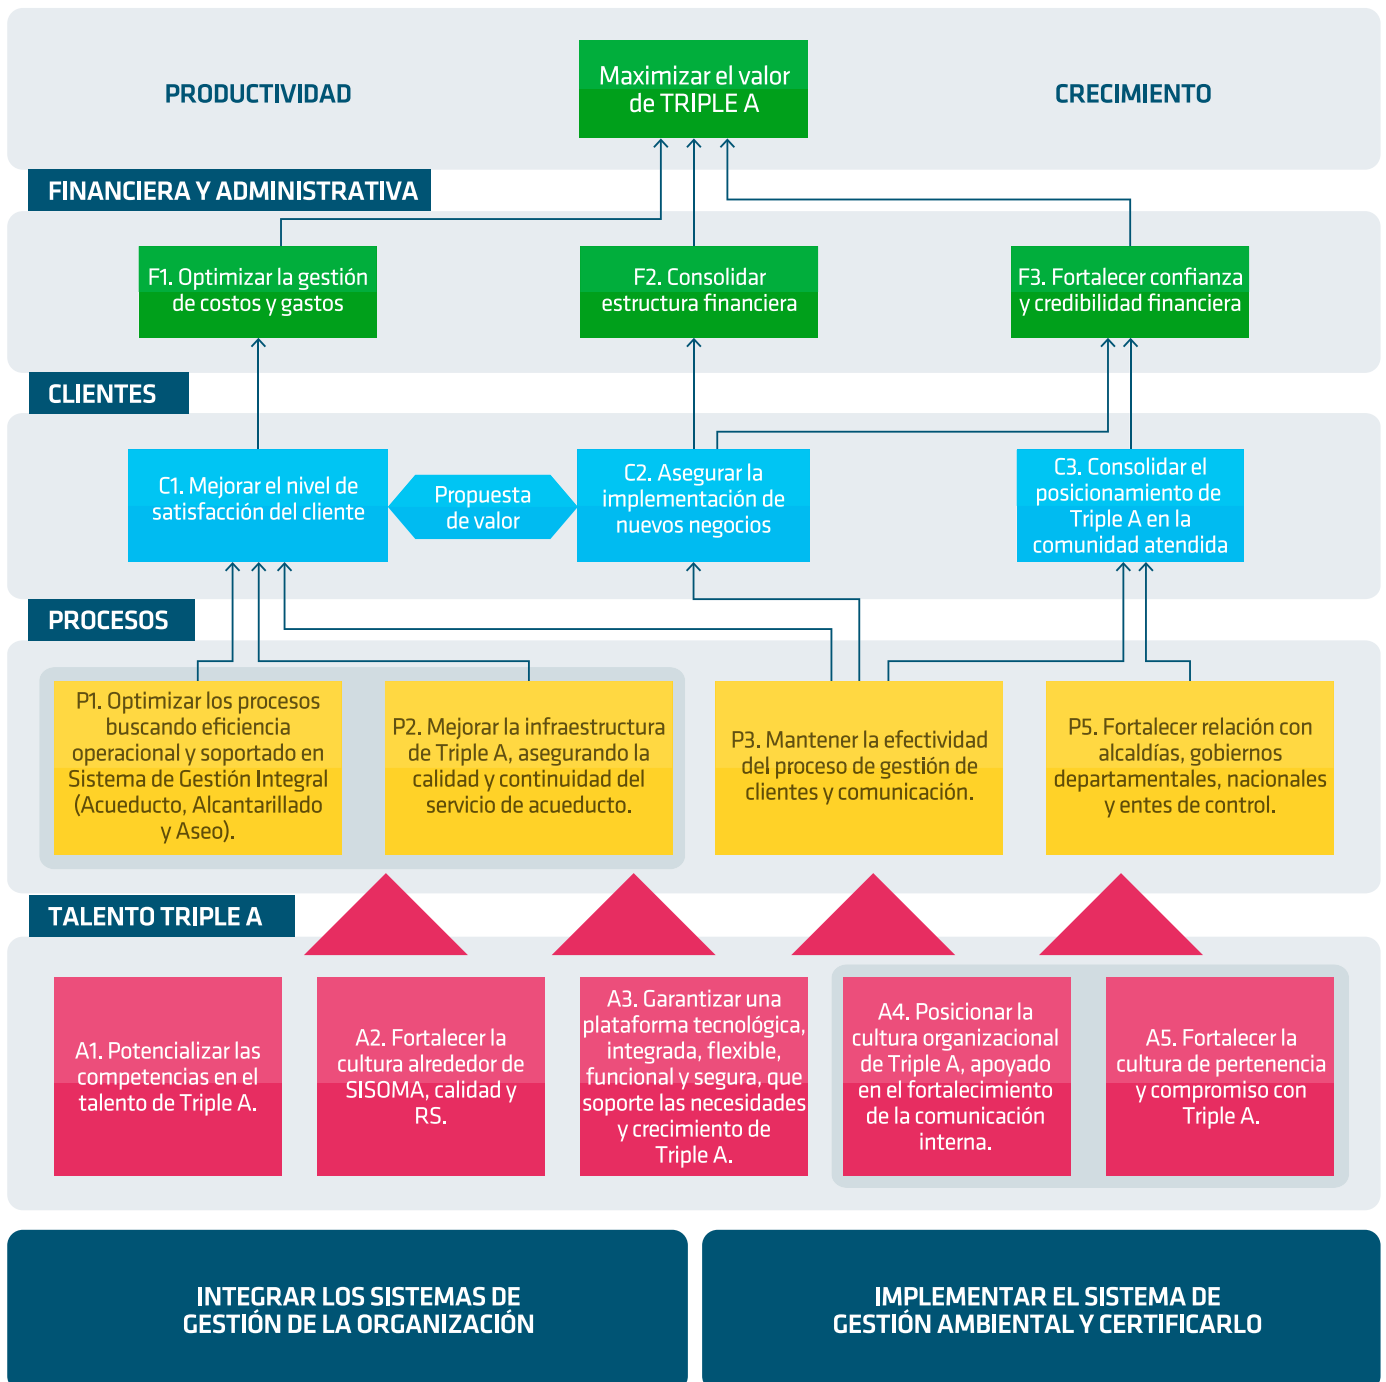 PRODUCTIVIDAD
Maximizar el valor
de TRIPLE A
CRECIMIENTO
FINANCIERA Y ADMINISTRATIVA
F1. Optimizar la gestión
de costos y gastos
F2. Consolidar
estructura financiera
F3. Fortalecer confianza
y credibilidad financiera
CLIENTES
C1. Mejorar el nivel de
satisfacción del cliente
Propuesta
de valor
C2. Asegurar la
implementación de
nuevos negocios
C3. Consolidar el
posicionamiento de
Triple A en la
comunidad atendida
PROCESOS
P1. Optimizar los procesos
buscando eficiencia
operacional y soportado en
Sistema de Gestión Integral
(Acueducto, Alcantarillado
y Aseo).
P2. Mejorar la infraestructura
de Triple A, asegurando la
calidad y continuidad del
servicio de acueducto.
P3. Mantener la efectividad
del proceso de gestión de
clientes y comunicación.
P5. Fortalecer relación con
alcaldías, gobiernos
departamentales, nacionales
y entes de control.
TALENTO TRIPLE A
A1. Potencializar las
competencias en el
talento de Triple A.
A2. Fortalecer la
cultura alrededor de
SISOMA, calidad y
RS.
A3. Garantizar una
plataforma tecnológica,
integrada, flexible,
funcional y segura, que
soporte las necesidades
y crecimiento de
Triple A.
A4. Posicionar la
cultura organizacional
de Triple A, apoyado
en el fortalecimiento
de la comunicación
interna.
A5. Fortalecer la
cultura de pertenencia
y compromiso con
Triple A.
INTEGRAR LOS SISTEMAS DE
GESTIÓN DE LA ORGANIZACIÓN
IMPLEMENTAR EL SISTEMA DE
GESTIÓN AMBIENTAL Y CERTIFICARLO